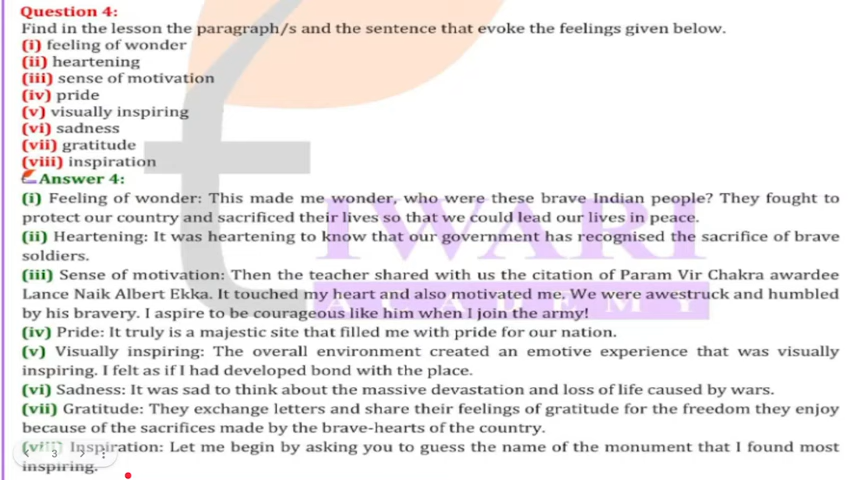 Question 4:
Find in the lesson the paragraph/s and the sentence that evoke the feelings given below.
(i) feeling of wonder
(ii) heartening
(iii) sense of motivation
(iv) pride
(v) visually inspiring
(vi) sadness
(vii) gratitude
(viii) inspiration
Answer 4:
(i) Feeling of wonder: This made me wonder, who were these brave Indian people? They fought to
protect our country and sacrificed their lives so that we could lead our lives in peace.
(ii) Heartening: It was heartening to know that our government has recognised the sacrifice of brave
soldiers.
(iii) Sense of motivation: Then the teacher shared with us the citation of Param Vir Chakra awardee
Lance Naik Albert Ekka. It touched my heart and also motivated me. We were awestruck and humbled
by his bravery. I aspire to be courageous like him when I join the army!
(iv) Pride: It truly is a majestic site that filled me with pride for our nation.
(v) Visually inspiring: The overall environment created an emotive experience that was visually
inspiring. I felt as if I had developed bond with the place.
(vi) Sadness: It was sad to think about the massive devastation and loss of life caused by wars.
(vii) Gratitude: They exchange letters and share their feelings of gratitude for the freedom they enjoy
because of the sacrifices made by the brave-hearts of the country.
(viii) Inspiration: Let me begin by asking you to guess the name of the monument that I found most
inspiring.
3
TIWARI
ACADEMY